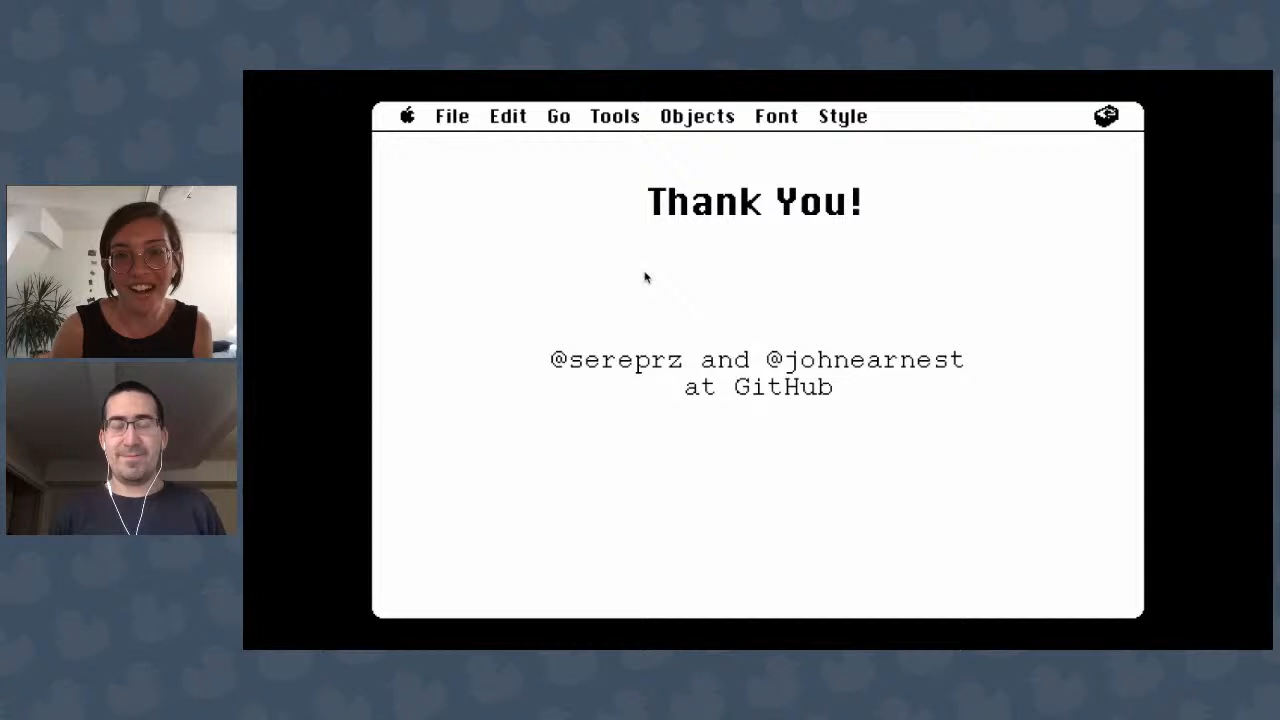 File Edit Go Tools Objects Font Style
Thank You!
@sereprz and @johnearnest
at GitHub